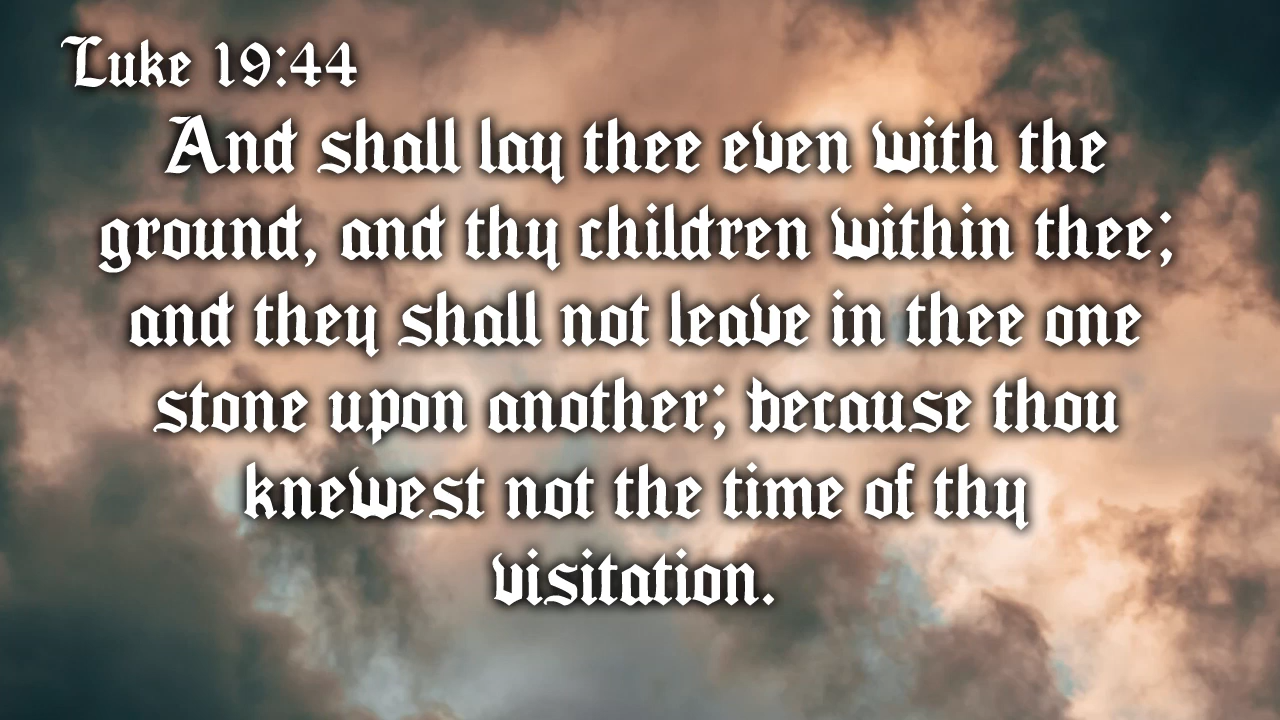 Luke 19:44
And shall lay thee even with the
ground, and thy children within thee;
and they shall not leave in thee one
stone upon another; because thou
knewest not the time of thy
visitation.